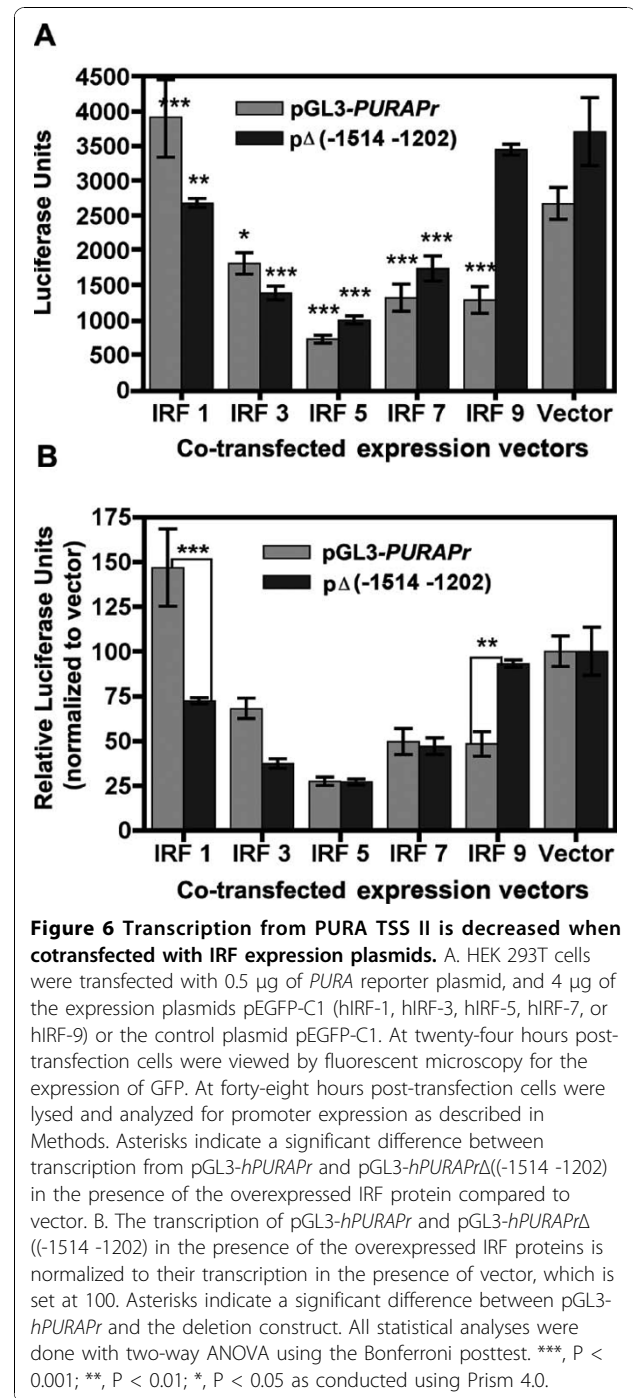 A
4500
4000
3500
3000
2500
2000
1500
1000
500
0
Luciferase Units
pGL3-PURAPr
pΔ(-1514 -1202)
***
**
*
***
***
***
***
***
***
IRF 1 IRF 3 IRF 5 IRF 7 IRF 9 Vector
Co-transfected expression vectors
B
175
150
125
100
75
50
25
0
Relative Luciferase Units
(normalized to vector)
pGL3-PURAPr
pΔ(-1514 -1202)
***
**
IRF 1 IRF 3 IRF 5 IRF 7 IRF 9 Vector
Co-transfected expression vectors
Figure 6 Transcription from PURA TSS II is decreased when
cotransfected with IRF expression plasmids. A. HEK 293T cells
were transfected with 0.5 μg of PURA reporter plasmid, and 4 μg of
the expression plasmids pEGFP-C1 (hIRF-1, hIRF-3, hIRF-5, hIRF-7, or
hIRF-9) or the control plasmid pEGFP-C1. At twenty-four hours post-
transfection cells were viewed by fluorescent microscopy for the
expression of GFP. At forty-eight hours post-transfection cells were
lysed and analyzed for promoter expression as described in
Methods. Asterisks indicate a significant difference between
transcription from pGL3-hPURAPr and pGL3-hPURAPrΔ((-1514 -1202)
in the presence of the overexpressed IRF protein compared to
vector. B. The transcription of pGL3-hPURAPr and pGL3-hPURAPrΔ
((-1514 -1202) in the presence of the overexpressed IRF proteins is
normalized to their transcription in the presence of vector, which is
set at 100. Asterisks indicate a significant difference between pGL3-
hPURAPr and the deletion construct. All statistical analyses were
done with two-way ANOVA using the Bonferroni posttest. ***, P <
0.001; **, P < 0.01; *, P < 0.05 as conducted using Prism 4.0.